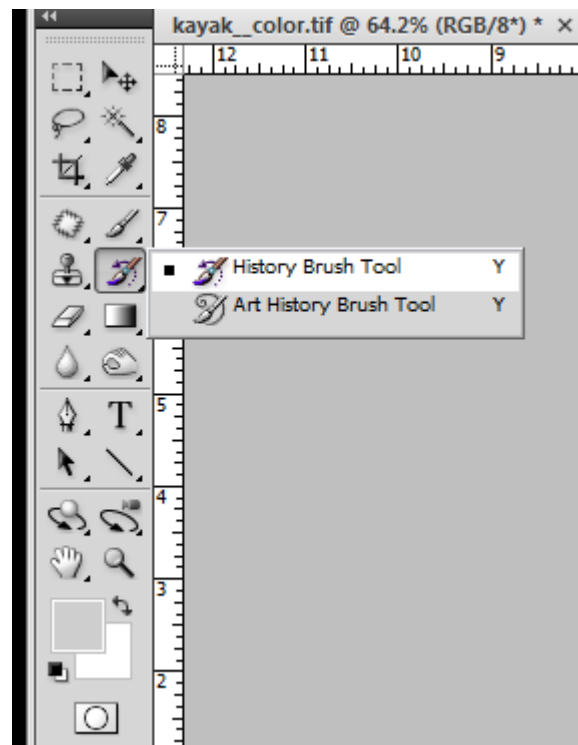 kayak__color.tif @ 64.2% (RGB/8*) * ×
12 11 10 9
8
7
History Brush Tool Y
Art History Brush Tool Y
5
T
4
3
2